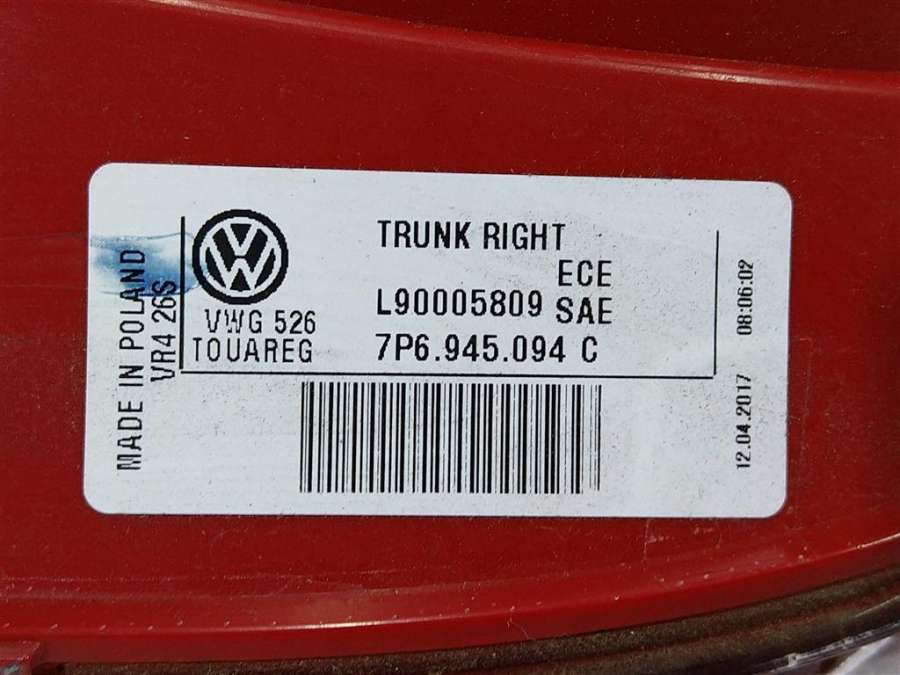 MADE IN POLAND
VR4 26S
VWG 526
TOUAREG
TRUNK RIGHT
ECE
L90005809 SAE
7P6.945.094 C
12.04.2017 08:06:02